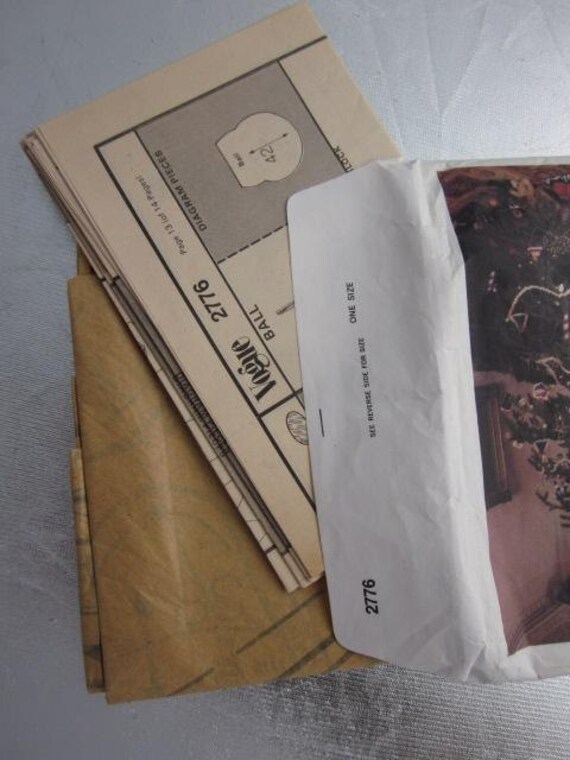 DIAGRAM PIECES
Ball
42
Page 13 (of 14 Pages)
Vogue 2776
BALL
SEE REVERSE SIDE FOR SIZE ONE SIZE
2776